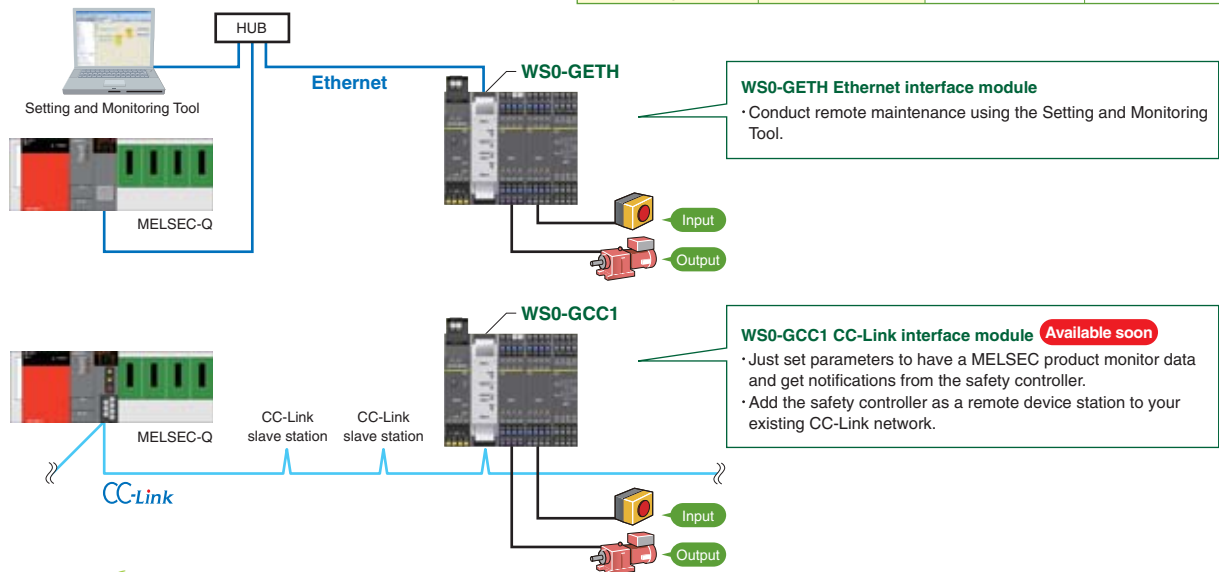 HUB
Ethernet
WS0-GETH
Setting and Monitoring Tool
MELSEC-Q
Input
Output
WS0-GETH Ethernet interface module
・Conduct remote maintenance using the Setting and Monitoring
Tool.
WS0-GCC1
MELSEC-Q
CC-Link
slave station
CC-Link
slave station
CC-Link
Input
Output
WS0-GCC1 CC-Link interface module Available soon
・Just set parameters to have a MELSEC product monitor data
and get notifications from the safety controller.
・Add the safety controller as a remote device station to your
existing CC-Link network.